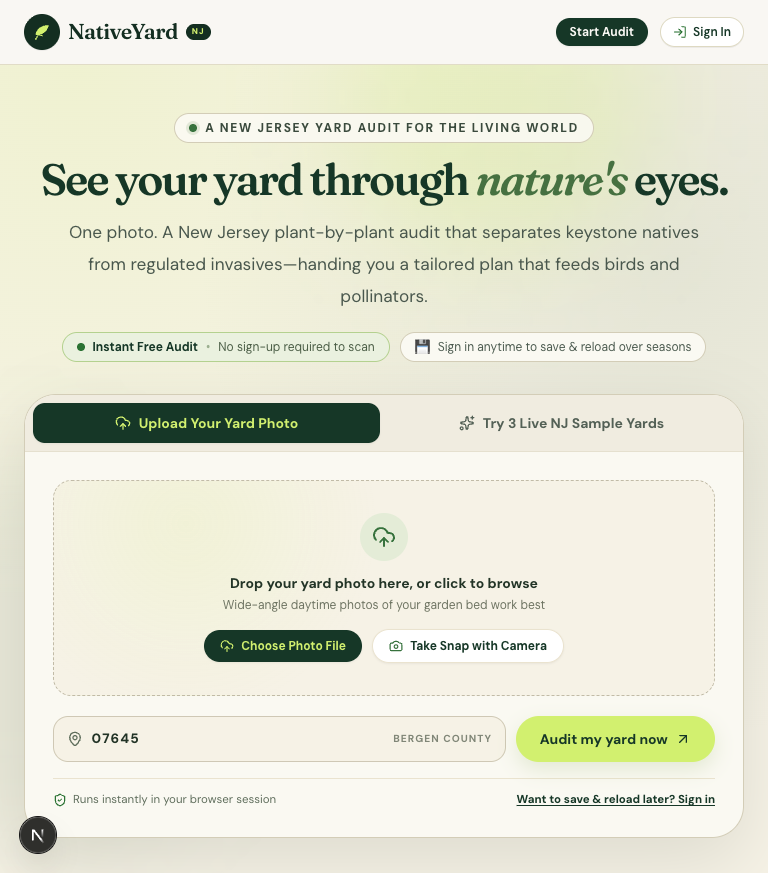 NativeYard NJ
Start Audit
Sign In
A NEW JERSEY YARD AUDIT FOR THE LIVING WORLD
See your yard through nature's eyes.
One photo. A New Jersey plant-by-plant audit that separates keystone natives
from regulated invasives—handing you a tailored plan that feeds birds and
pollinators.
Instant Free Audit • No sign-up required to scan
Sign in anytime to save & reload over seasons
Upload Your Yard Photo
Try 3 Live NJ Sample Yards
Drop your yard photo here, or click to browse
Wide-angle daytime photos of your garden bed work best
Choose Photo File
Take Snap with Camera
07645
BERGEN COUNTY
Audit my yard now
Runs instantly in your browser session
Want to save & reload later? Sign in
N